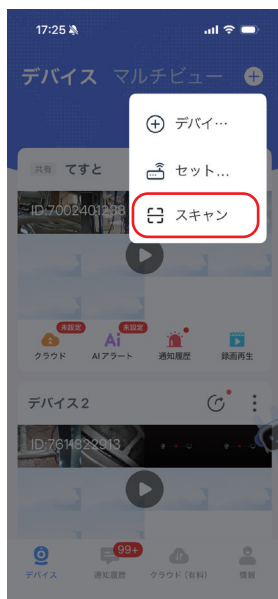 17:25
デバイス マルチビュー
デバイ…
セット...
スキャン
共有 てすと
ID:7002401238
未設定 未設定
Ai
クラウド AIアラート 通知履歴 録画再生
デバイス2
ID:7614822913
99+
デバイス 通知履歴 クラウド (有料) 情報